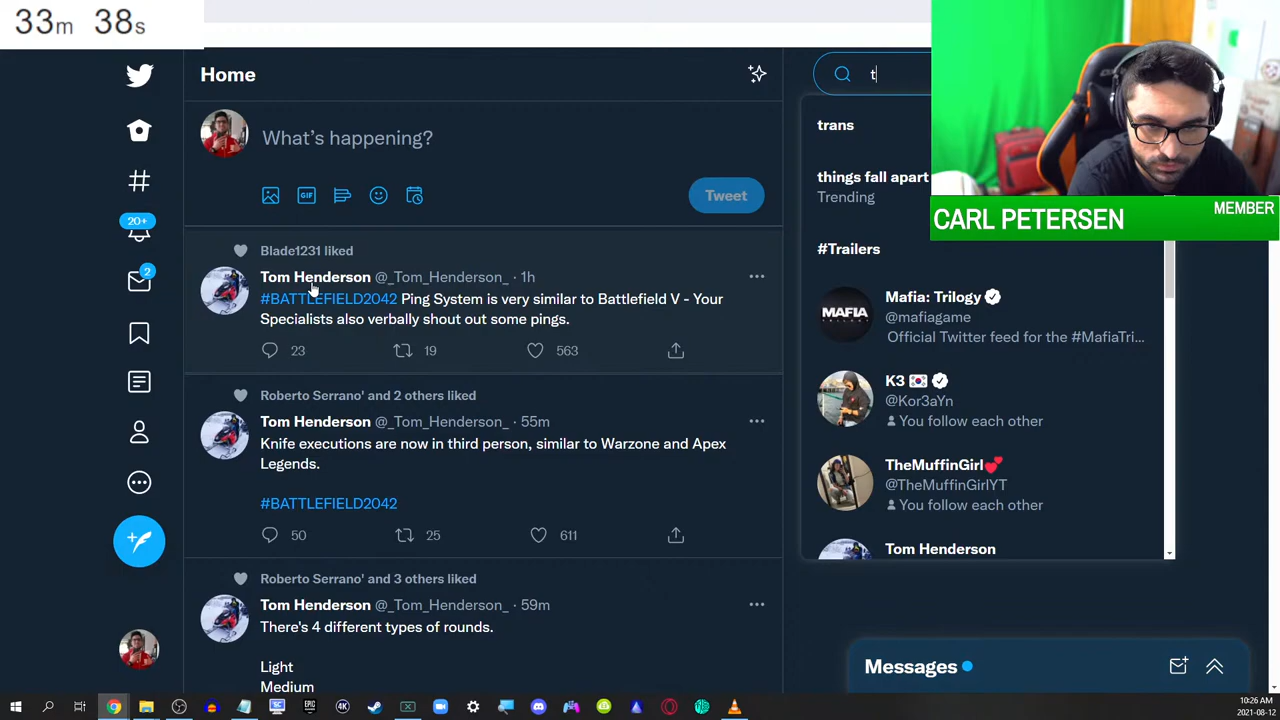 33m 38s
Home
t
What's happening?
GIF
Tweet
20+
2
Blade1231 liked
Tom Henderson @_Tom_Henderson_ · 1h
#BATTLEFIELD2042 Ping System is very similar to Battlefield V - Your
Specialists also verbally shout out some pings.
23 19 563
Roberto Serrano' and 2 others liked
Tom Henderson @_Tom_Henderson_ · 55m
Knife executions are now in third person, similar to Warzone and Apex
Legends.
#BATTLEFIELD2042
50 25 611
Roberto Serrano' and 3 others liked
Tom Henderson @_Tom_Henderson_ · 59m
There's 4 different types of rounds.
Light
Medium
trans
things fall apart
Trending
#Trailers
MAFIA
Mafia: Trilogy
@mafiagame
Official Twitter feed for the #MafiaTri...
K3 🇰🇷
@Kor3aYn
You follow each other
TheMuffinGirl💕
@TheMuffinGirlYT
You follow each other
Tom Henderson
Messages
CARL PETERSEN
MEMBER
EPIC
4K
10:26 AM
2021-08-12